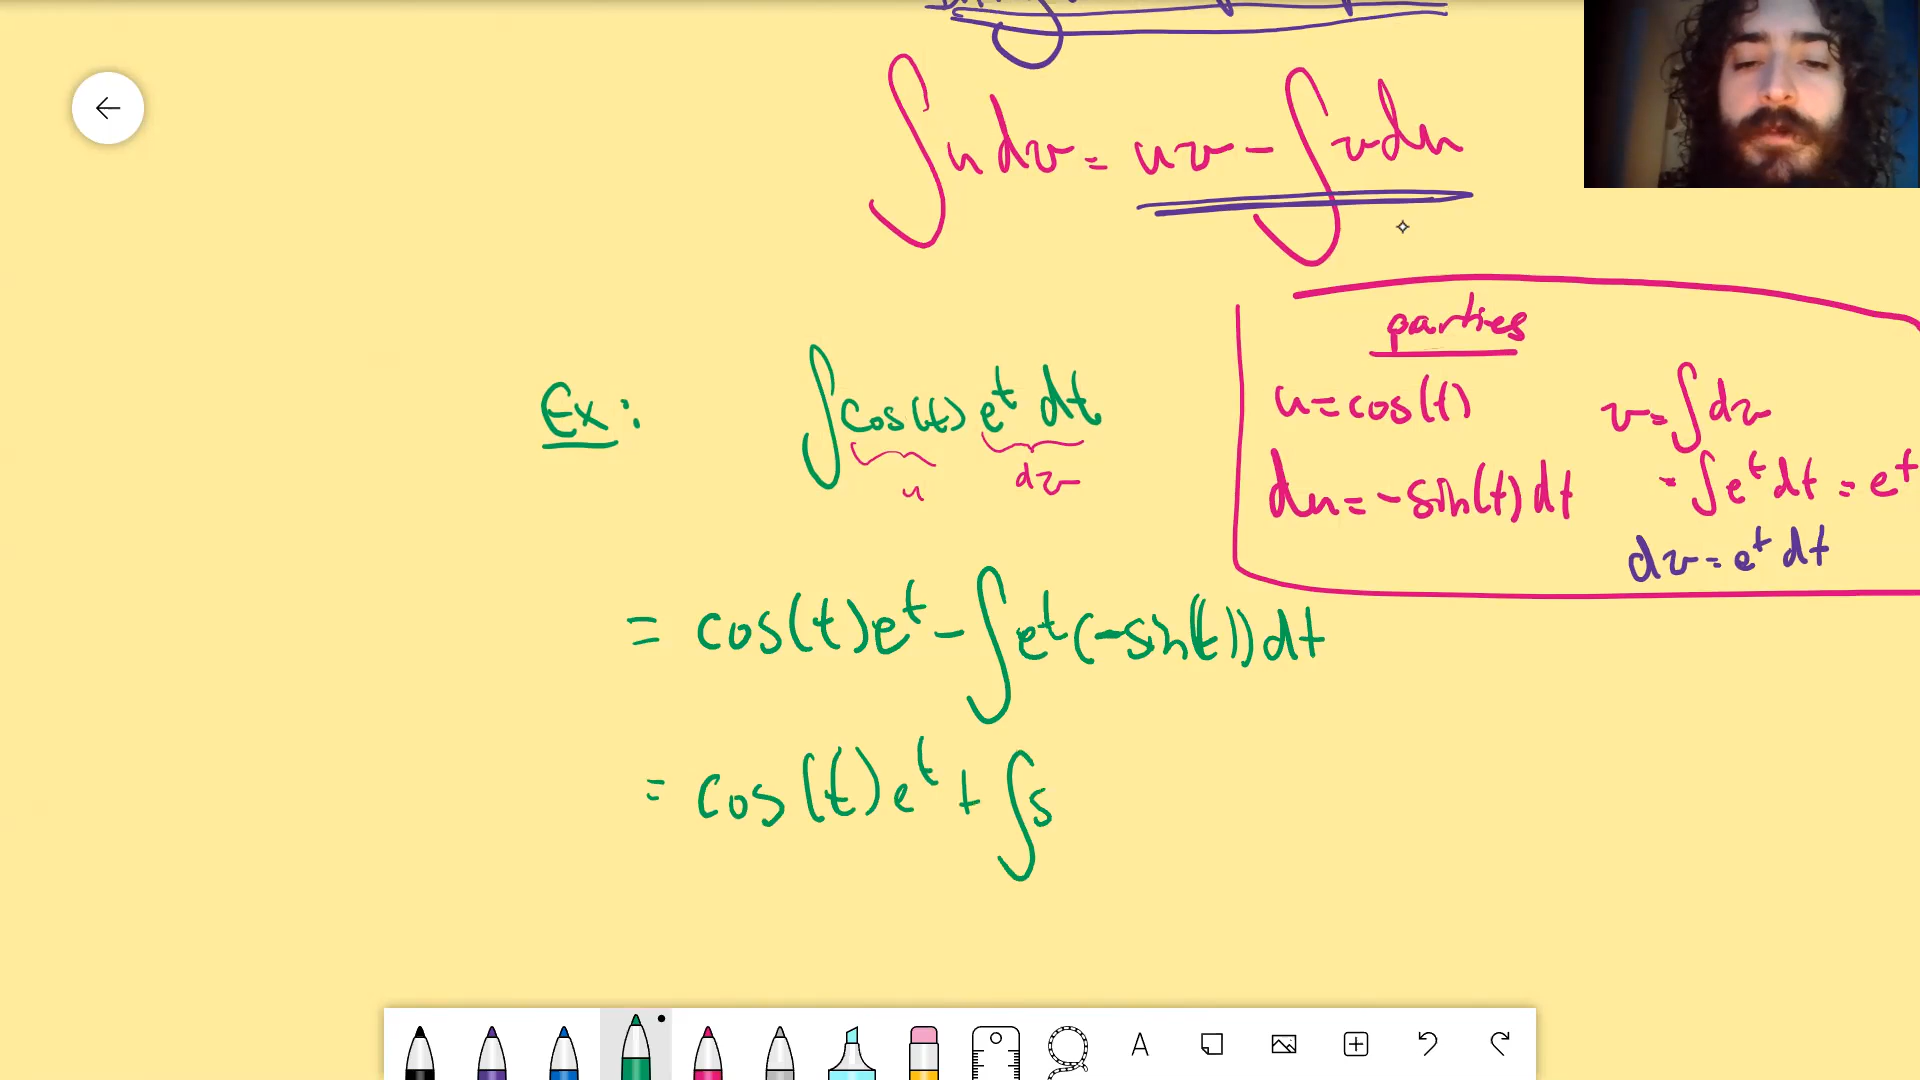 ∫u dv = uv - ∫v du
parties
Ex: ∫cos(t) e^t dt
u dv
u = cos(t)
du = -sin(t) dt
v = ∫dv
= ∫e^t dt = e^t
dv = e^t dt
= cos(t)e^t - ∫e^t(-sin(t))dt
= cos(t)e^t + ∫s
A